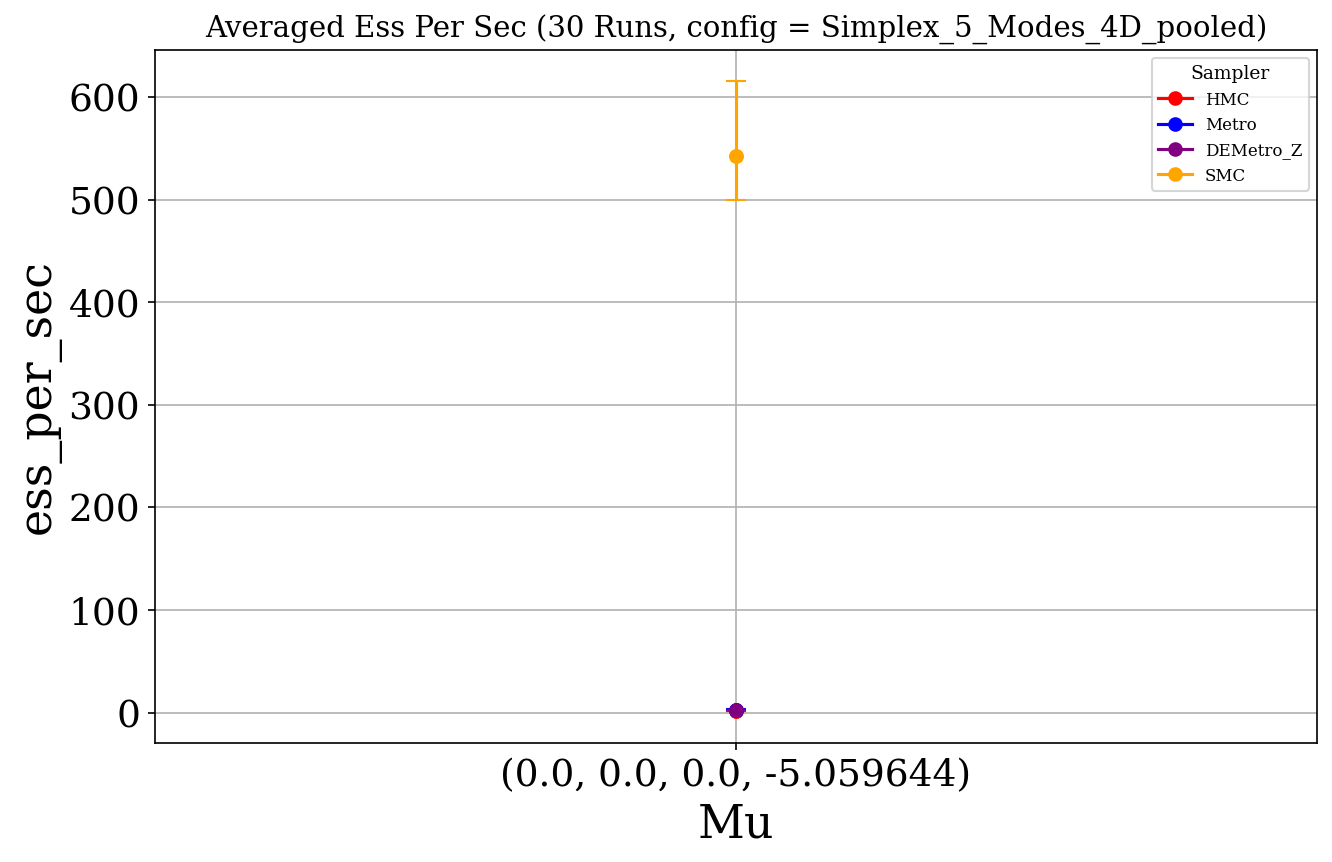 Averaged Ess Per Sec (30 Runs, config = Simplex_5_Modes_4D_pooled)
Sampler
HMC
Metro
DEMetro_Z
SMC
ess_per_sec
600
500
400
300
200
100
0
(0.0, 0.0, 0.0, -5.059644)
Mu